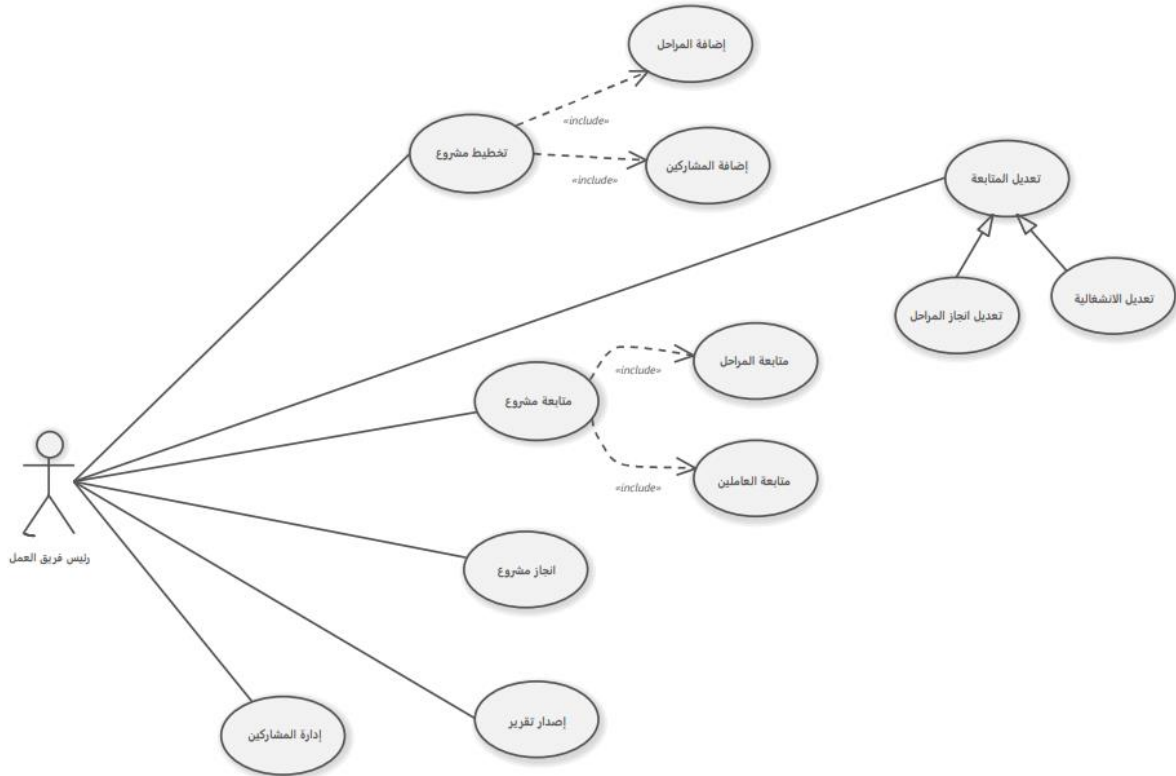 إضافة المراحل
«include»
تخطيط مشروع
إضافة المشاركين
«include»
تعديل المتابعة
تعديل الانشغالية
تعديل انجاز المراحل
متابعة المراحل
«include»
متابعة مشروع
متابعة العاملين
«include»
رئيس فريق العمل
انجاز مشروع
إصدار تقرير
إدارة المشاركين